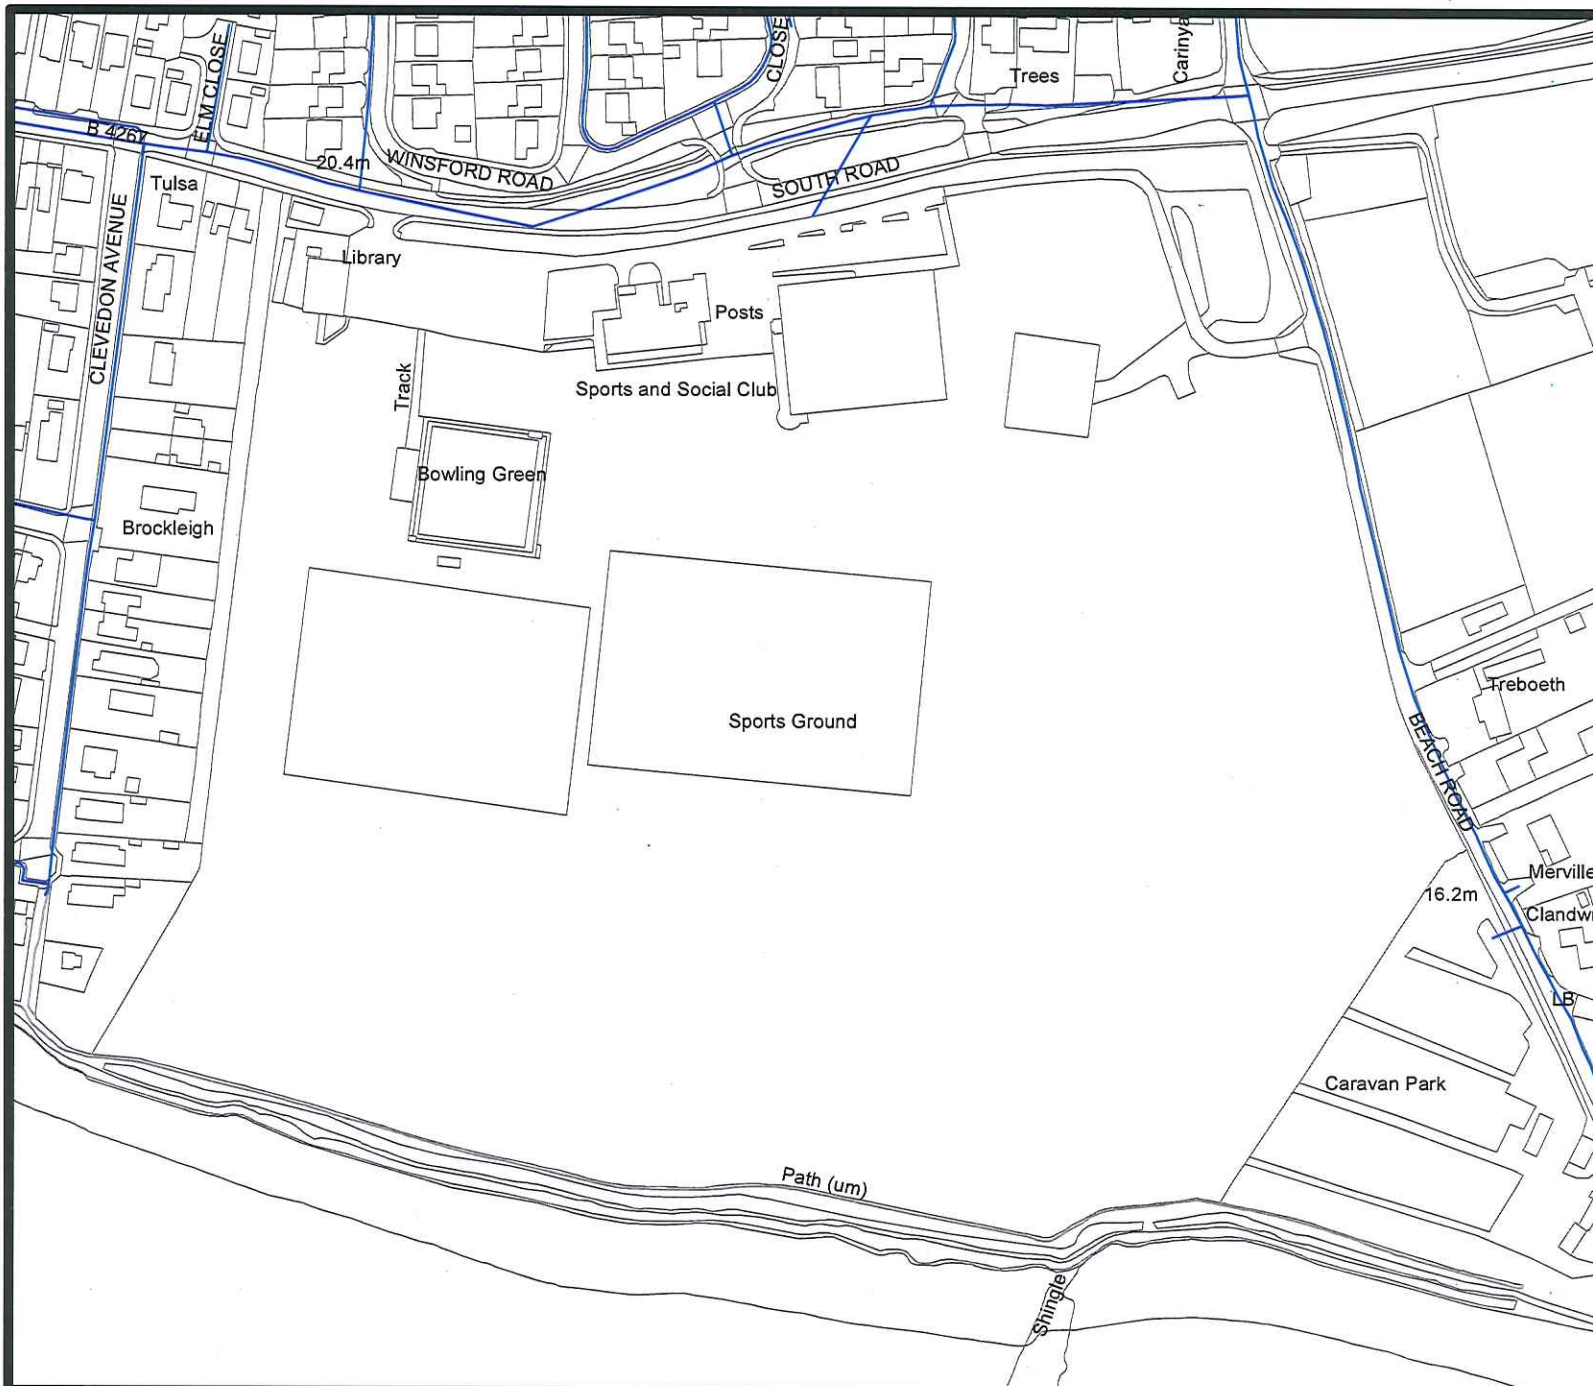 CLOSE
Carinya
Trees
ELM CLOSE
B 4267
20.4m
WINSFORD ROAD
SOUTH ROAD
Tulsa
CLEVEDON AVENUE
Library
Posts
Track
Sports and Social Club
Bowling Green
Brockleigh
Treboeth
Sports Ground
BEACH ROAD
Merville
16.2m
LB
Caravan Park
Path (um)
Shingle